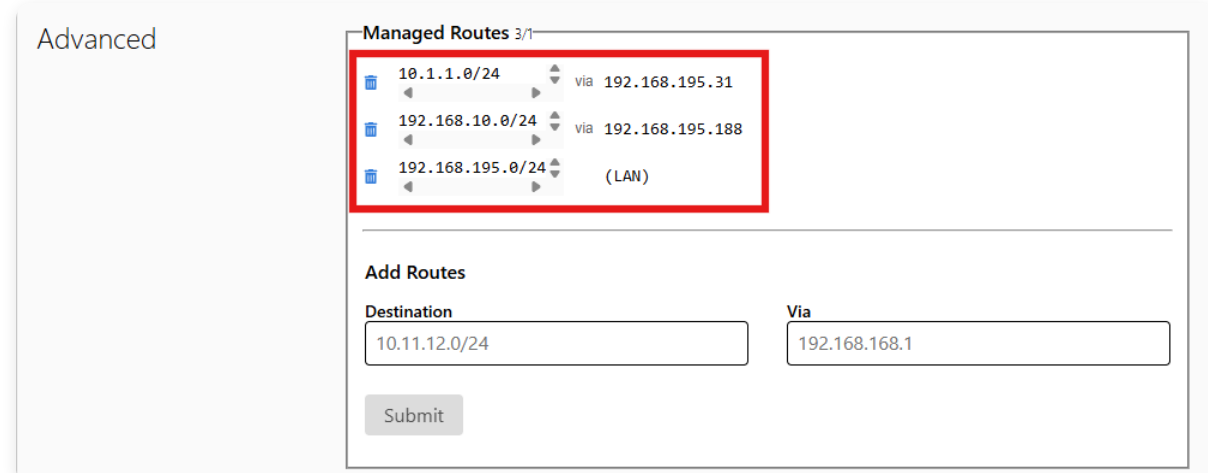 Advanced
Managed Routes 3/1
10.1.1.0/24 via 192.168.195.31
192.168.10.0/24 via 192.168.195.188
192.168.195.0/24 (LAN)
Add Routes
Destination Via
10.11.12.0/24 192.168.168.1
Submit